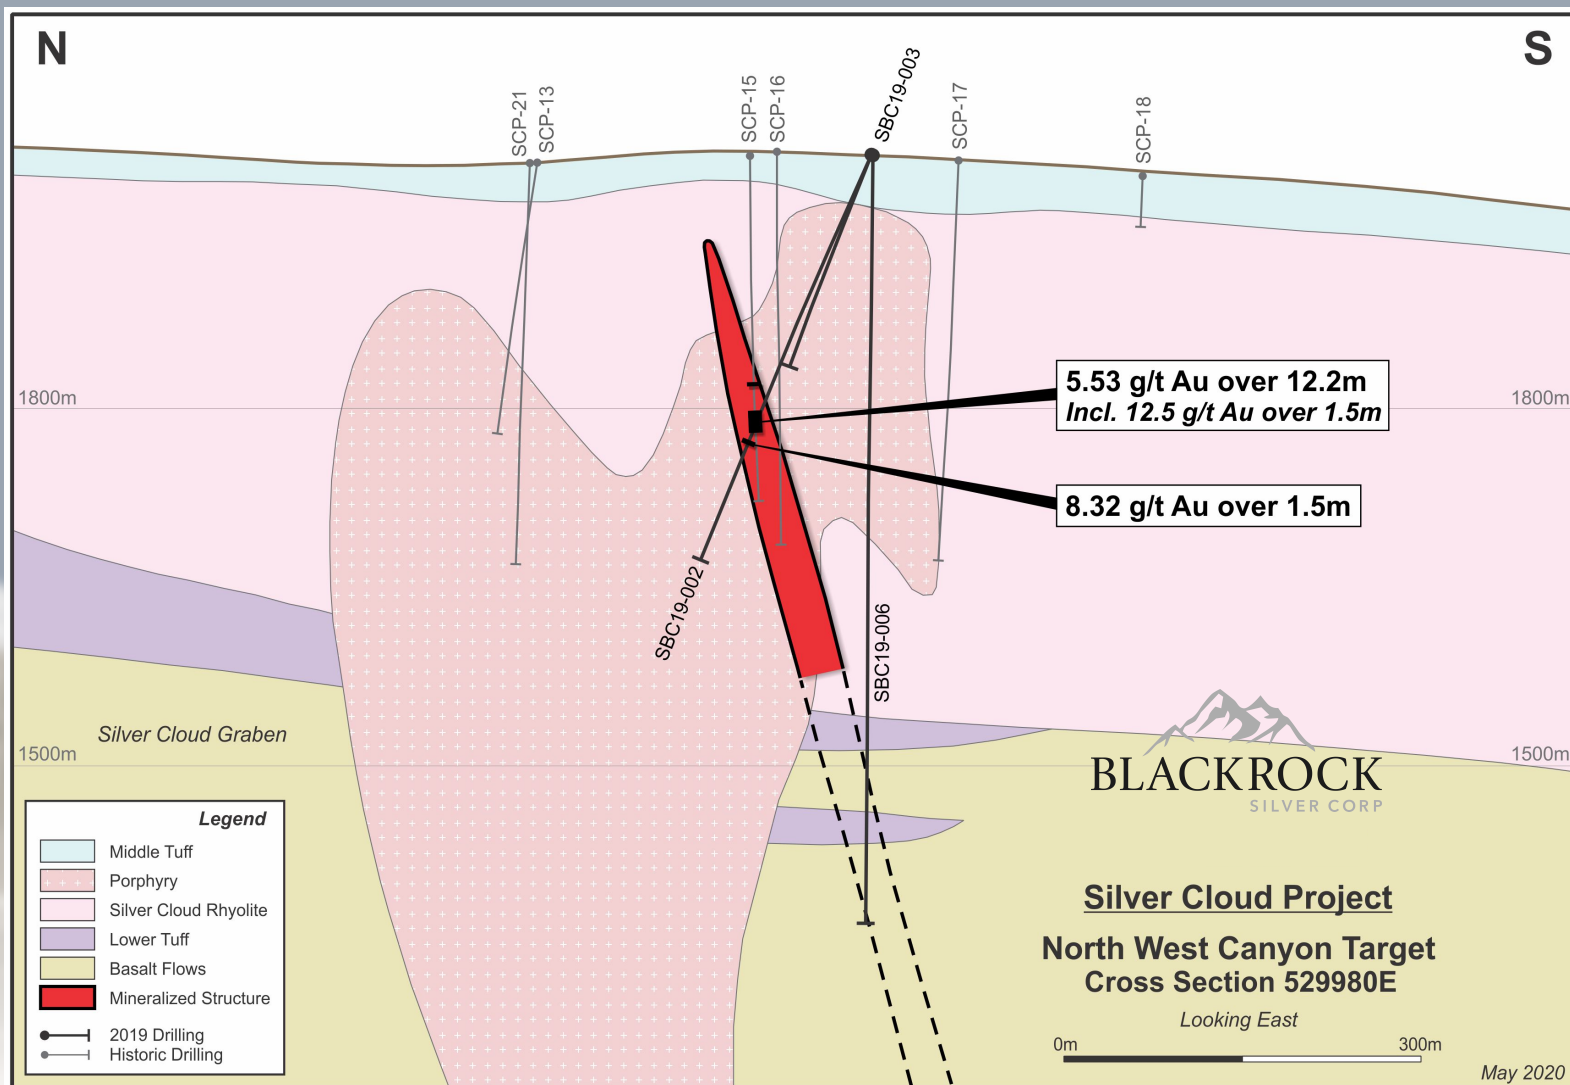 N
S
SCP-21
SCP-13
SCP-15
SCP-16
SBC19-003
SCP-17
SCP-18
1800m
1800m
5.53 g/t Au over 12.2m
Incl. 12.5 g/t Au over 1.5m
8.32 g/t Au over 1.5m
SBC19-002
SBC19-006
Silver Cloud Graben
1500m
1500m
BLACKROCK
SILVER CORP
Legend
Middle Tuff
Porphyry
Silver Cloud Rhyolite
Lower Tuff
Basalt Flows
Mineralized Structure
2019 Drilling
Historic Drilling
Silver Cloud Project
North West Canyon Target
Cross Section 529980E
Looking East
0m
300m
May 2020